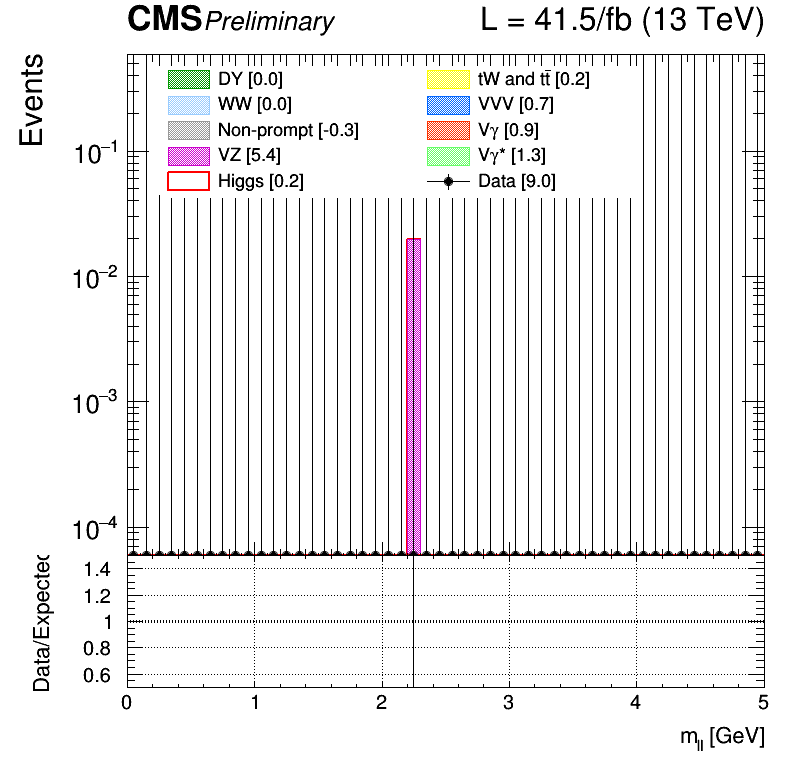 CMS Preliminary L = 41.5/fb (13 TeV)
Events
DY [0.0] tW and tt̄ [0.2]
WW [0.0] VVV [0.7]
Non-prompt [-0.3] Vγ [0.9]
VZ [5.4] Vγ* [1.3]
Higgs [0.2] Data [9.0]
10⁻¹
10⁻²
10⁻³
10⁻⁴
Data/Expected
1.4
1.2
1
0.8
0.6
0 1 2 3 4 5
m_ll [GeV]